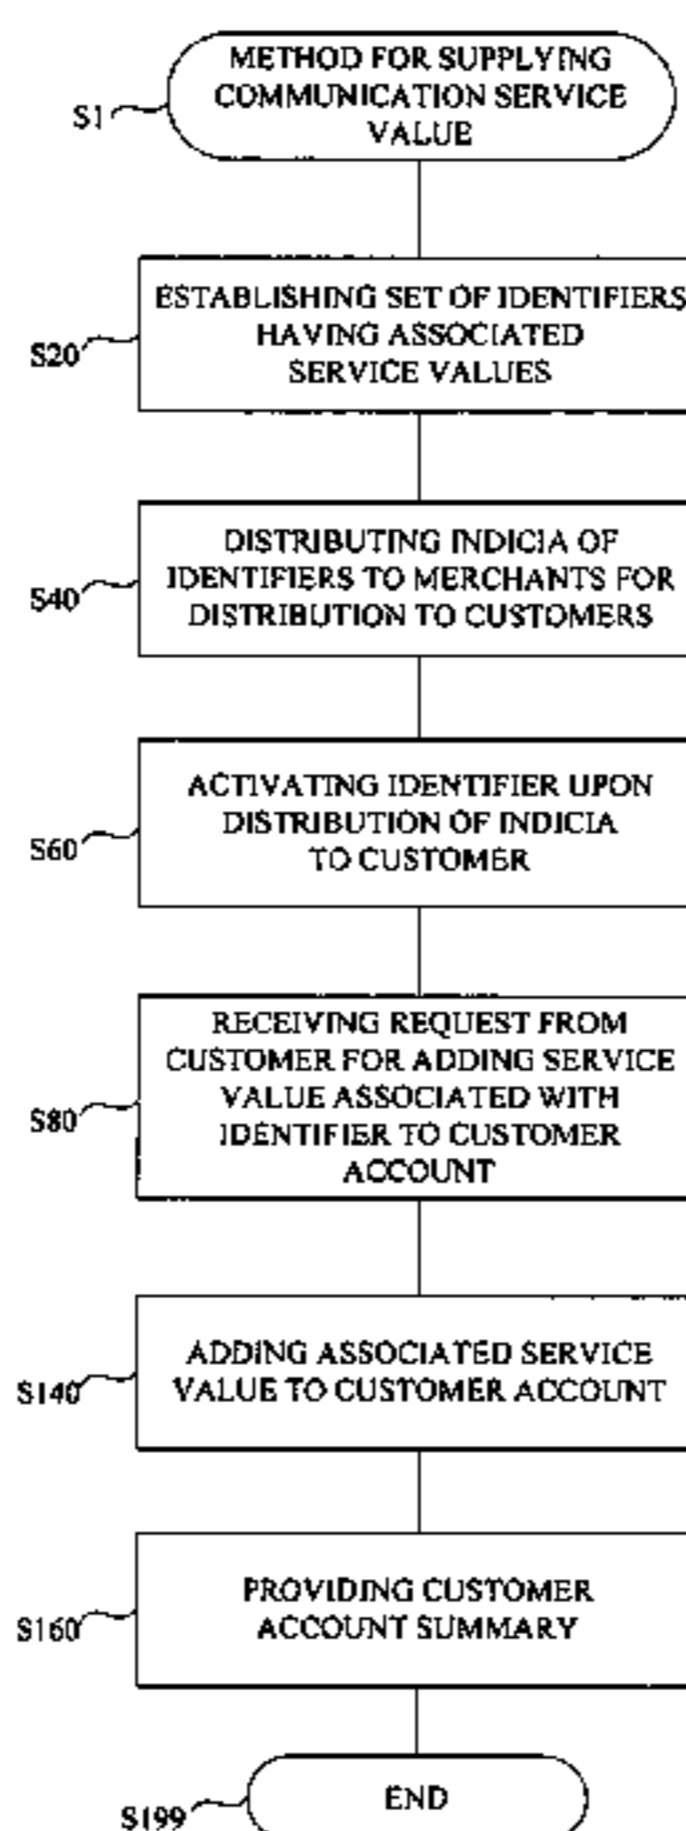 METHOD FOR SUPPLYING
COMMUNICATION SERVICE
VALUE
S1
ESTABLISHING SET OF IDENTIFIERS
HAVING ASSOCIATED
SERVICE VALUES
S20
DISTRIBUTING INDICIA OF
IDENTIFIERS TO MERCHANTS FOR
DISTRIBUTION TO CUSTOMERS
S40
ACTIVATING IDENTIFIER UPON
DISTRIBUTION OF INDICIA
TO CUSTOMER
S60
RECEIVING REQUEST FROM
CUSTOMER FOR ADDING SERVICE
VALUE ASSOCIATED WITH
IDENTIFIER TO CUSTOMER
ACCOUNT
S80
ADDING ASSOCIATED SERVICE
VALUE TO CUSTOMER ACCOUNT
S140
PROVIDING CUSTOMER
ACCOUNT SUMMARY
S160
END
S199